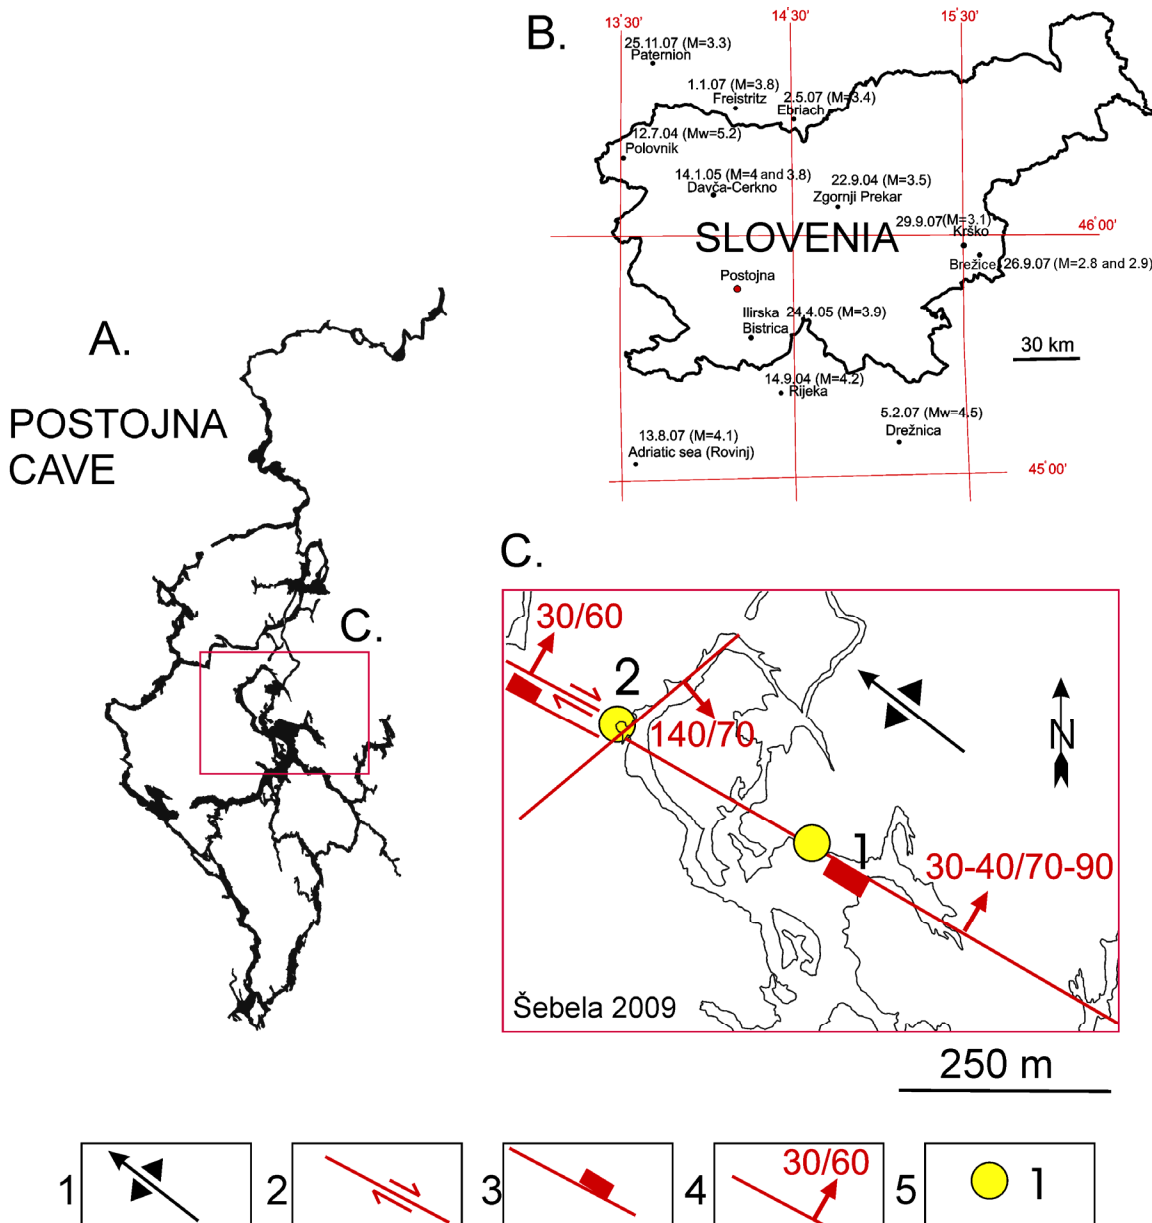 A.
POSTOJNA
CAVE
C.
B.
13°30'
14°30'
15°30'
25.11.07 (M=3.3)
Paternion
1.1.07 (M=3.8)
Freistritz
2.5.07 (M=3.4)
Ebriach
12.7.04 (Mw=5.2)
Polovnik
14.1.05 (M=4 and 3.8)
Davča-Cerkno
22.9.04 (M=3.5)
Zgornji Prekar
29.9.07(M=3.1)
Krško
46°00'
SLOVENIA
Brežice 26.9.07 (M=2.8 and 2.9)
Postojna
Ilirska 24.4.05 (M=3.9)
Bistrica
30 km
14.9.04 (M=4.2)
Rijeka
5.2.07 (Mw=4.5)
Drežnica
13.8.07 (M=4.1)
Adriatic sea (Rovinj)
45°00'
C.
30/60
2
140/70
N
1
30-40/70-90
Šebela 2009
250 m
1
2
3
4
30/60
5
1